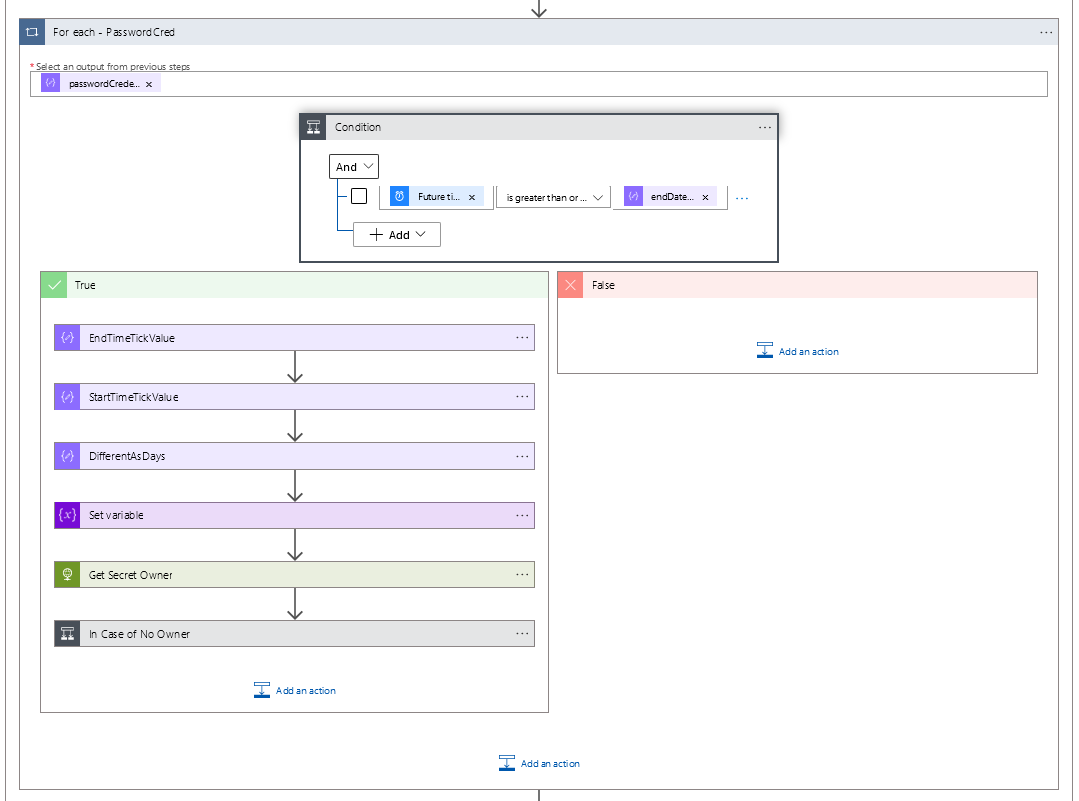 For each - PasswordCred
* Select an output from previous steps
passwordCrede...
Condition
And
Future ti...
is greater than or ...
endDate...
Add
True
False
EndTimeTickValue
Add an action
StartTimeTickValue
DifferentAsDays
Set variable
Get Secret Owner
In Case of No Owner
Add an action
Add an action